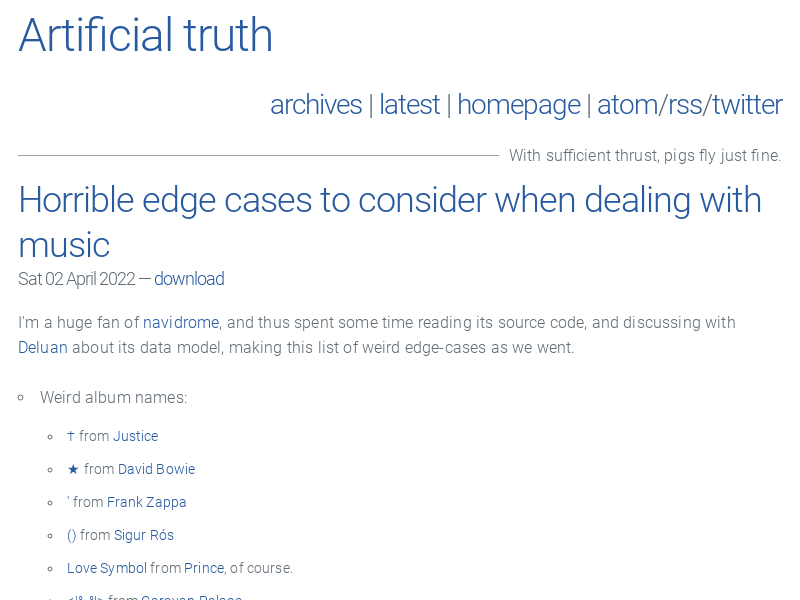 Artificial truth
archives | latest | homepage | atom/rss/twitter
With sufficient thrust, pigs fly just fine.
Horrible edge cases to consider when dealing with
music
Sat 02 April 2022 — download
I'm a huge fan of navidrome, and thus spent some time reading its source code, and discussing with
Deluan about its data model, making this list of weird edge-cases as we went.
Weird album names:
† from Justice
★ from David Bowie
' from Frank Zappa
() from Sigur Rós
Love Symbol from Prince, of course.
from Caravan Palace